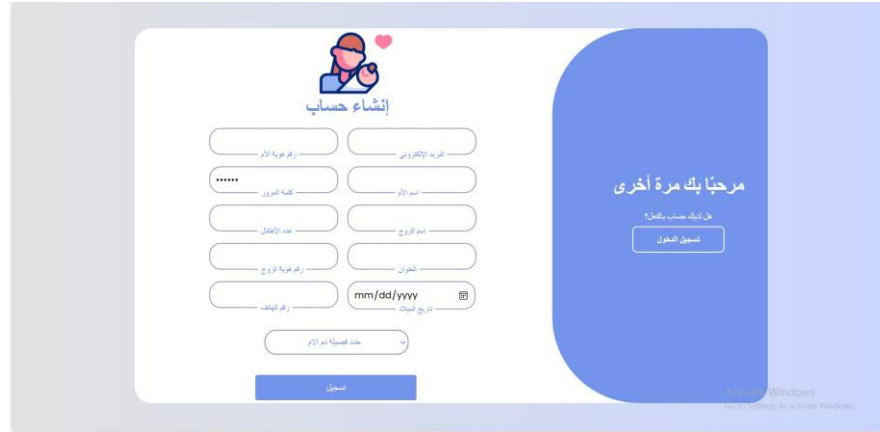 إنشاء حساب
البريد الإلكتروني
رقم هوية الأم
اسم الأم
••••••
كلمة المرور
اسم الزوج
عدد الأطفال
العنوان
رقم هوية الزوج
mm/dd/yyyy
تاريخ الميلاد
رقم الهاتف
حدد فصيلة دم الأم
تسجيل
مرحبًا بك مرة أخرى
هل لديك حساب بالفعل؟
تسجيل الدخول
Activate Windows
Go to Settings to activate Windows.